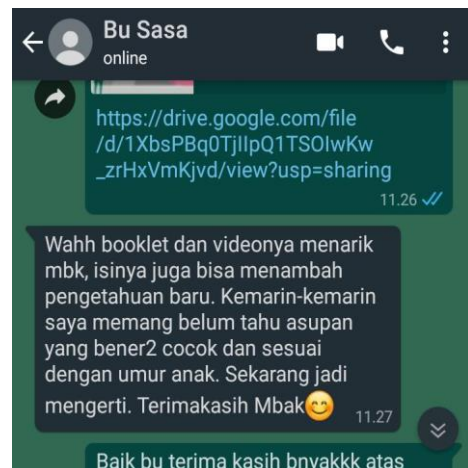 Bu Sasa
online
https://drive.google.com/file
/d/1XbsPBq0TjIIpQ1TSOIwKw
_zrHxVmKjvd/view?usp=sharing
11.26
Wahh booklet dan videonya menarik
mbk, isinya juga bisa menambah
pengetahuan baru. Kemarin-kemarin
saya memang belum tahu asupan
yang bener2 cocok dan sesuai
dengan umur anak. Sekarang jadi
mengerti. Terimakasih Mbak😊 11.27
Baik bu terima kasih bnyakkk atas